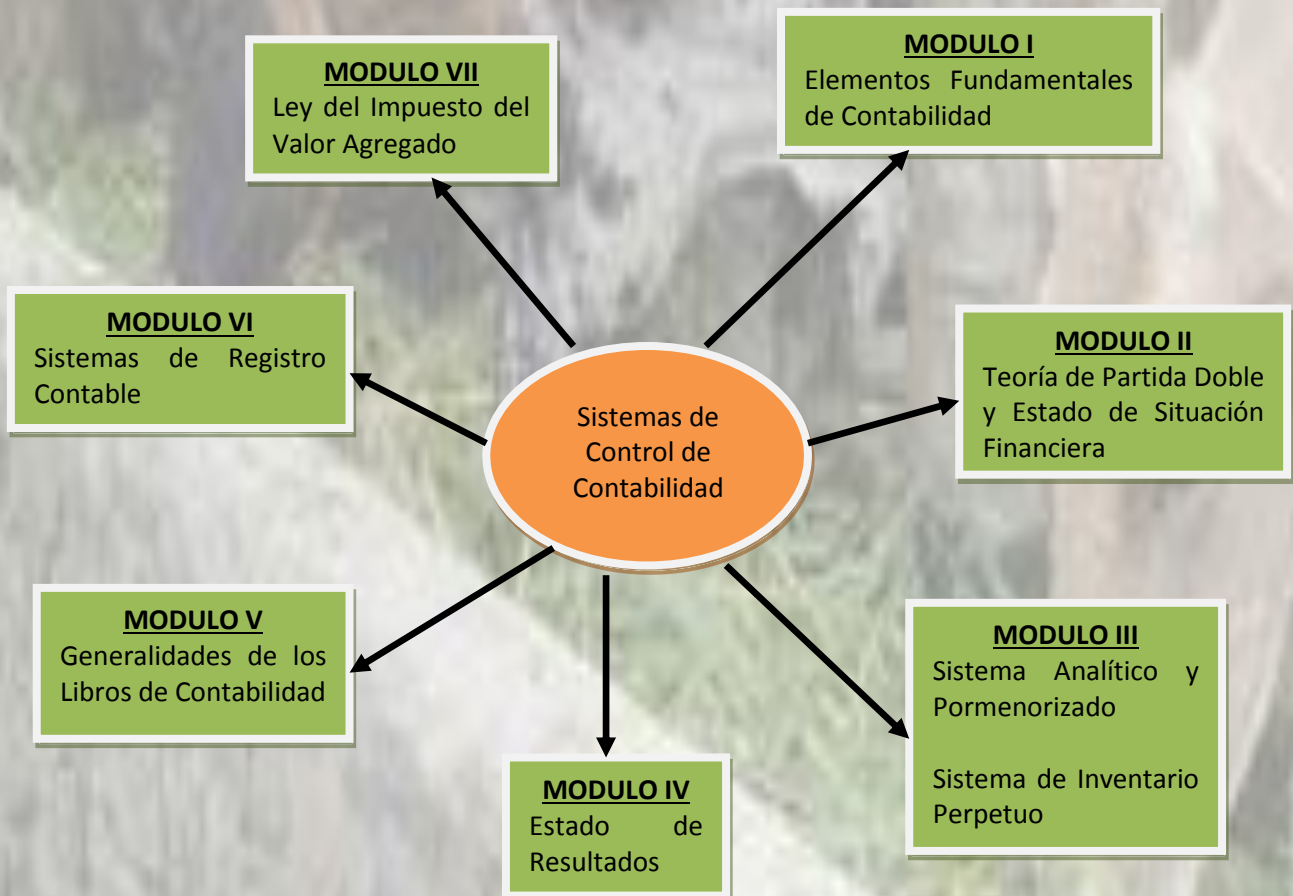 MODULO I
Elementos Fundamentales
de Contabilidad
MODULO II
Teoría de Partida Doble
y Estado de Situación
Financiera
MODULO III
Sistema Analítico y
Pormenorizado
Sistema de Inventario
Perpetuo
MODULO IV
Estado de
Resultados
MODULO V
Generalidades de los
Libros de Contabilidad
MODULO VI
Sistemas de Registro
Contable
MODULO VII
Ley del Impuesto del
Valor Agregado
Sistemas de
Control de
Contabilidad